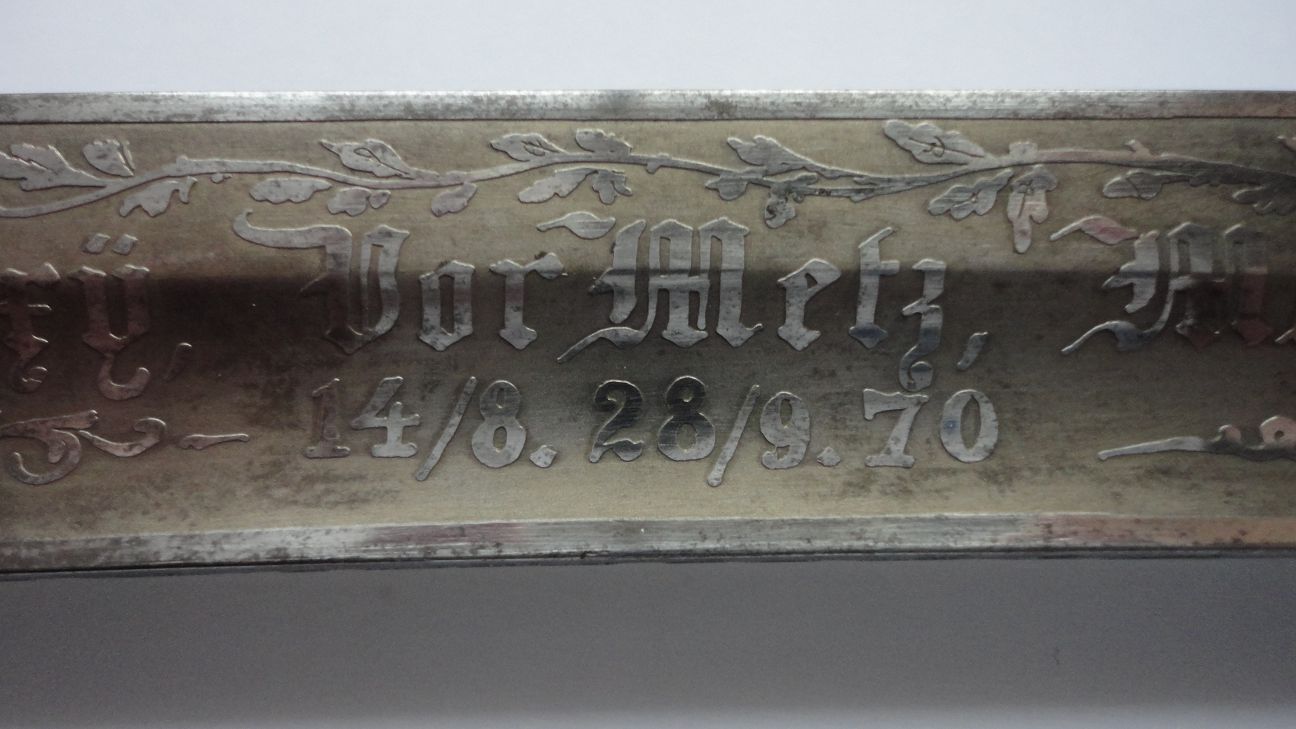 Vor Metz,
14/8. 28/9. 70